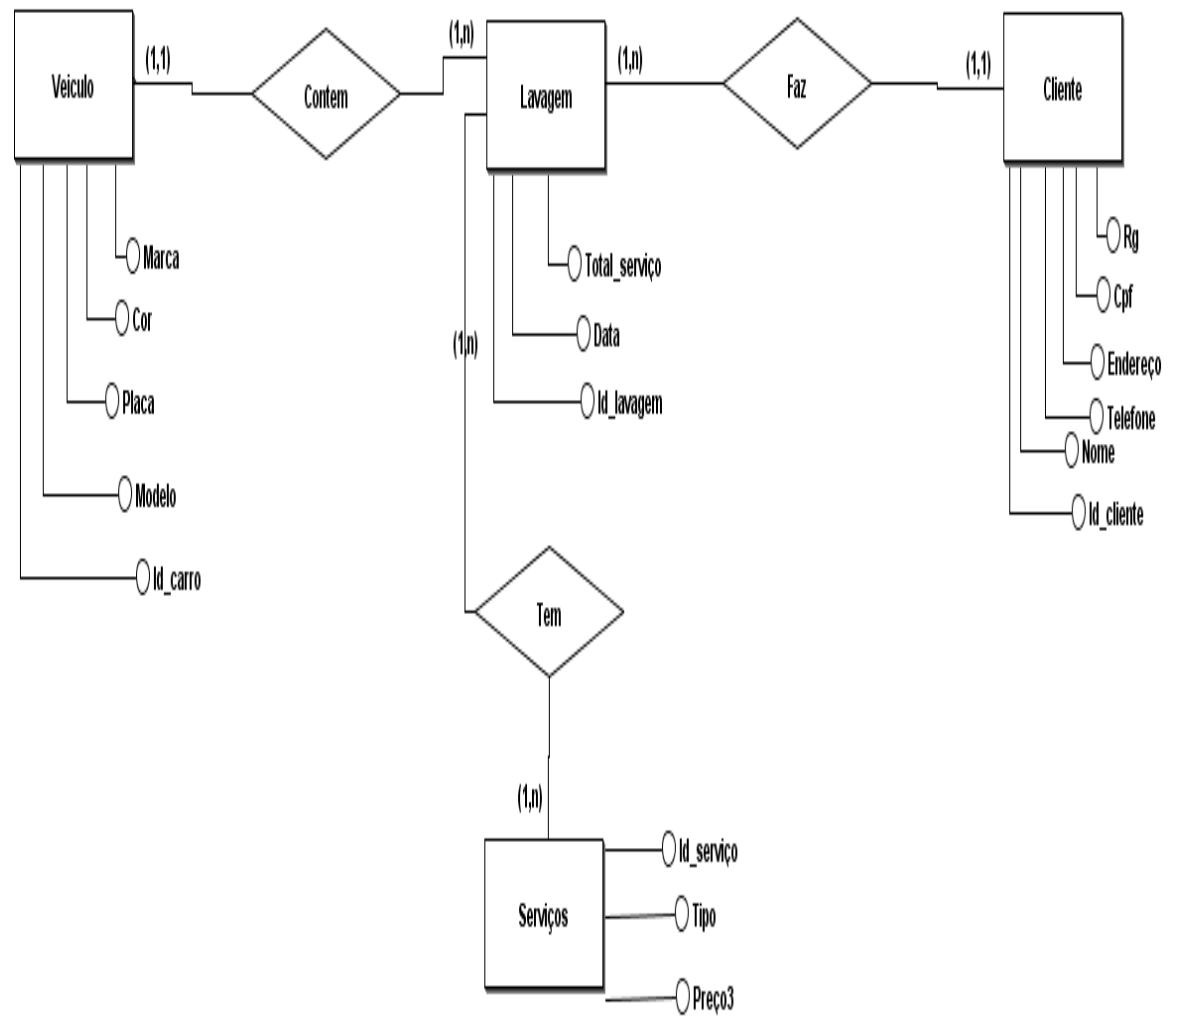 Veiculo
(1,1)
Contem
(1,n)
Lavagem
(1,n)
Faz
(1,1)
Cliente
Marca
Cor
Placa
Modelo
Id_carro
Total_serviço
Data
Id_lavagem
Rg
Cpf
Endereço
Telefone
Nome
Id_cliente
(1,n)
Tem
(1,n)
Serviços
Id_serviço
Tipo
Preço3